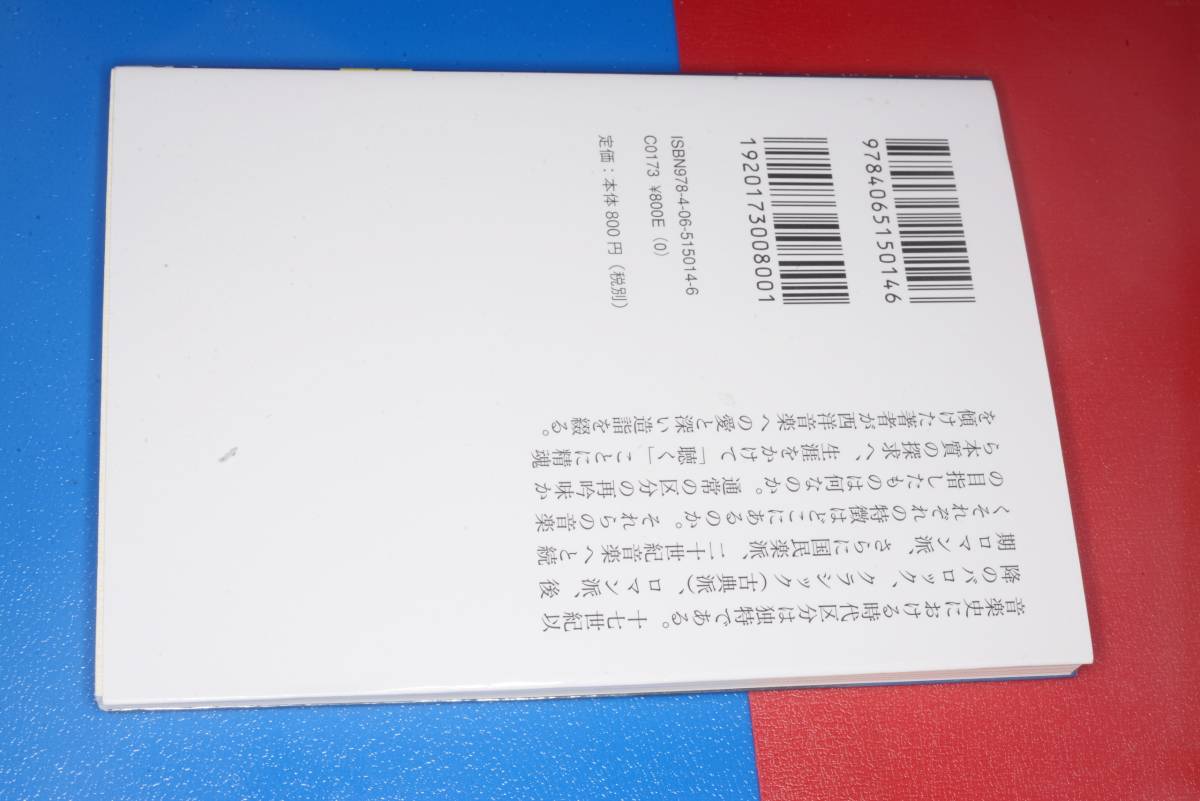 9784065150146
1920173008001
ISBN978-4-06-515014-6
C0173 ¥800E (0)
定価：本体800円（税別）
音楽史における時代区分は独特である。十七世紀以
降のバロック、クラシック（古典派）、ロマン派、後
期ロマン派、さらに国民楽派、二十世紀音楽へと続
くそれぞれの特徴はどこにあるのか。それらの音楽
の目指したものは何なのか。通常の区分の再吟味か
ら本質の探求へ、生涯をかけて「聴く」ことに精魂
を傾けた著者が西洋音楽への愛と深い造詣を綴る。